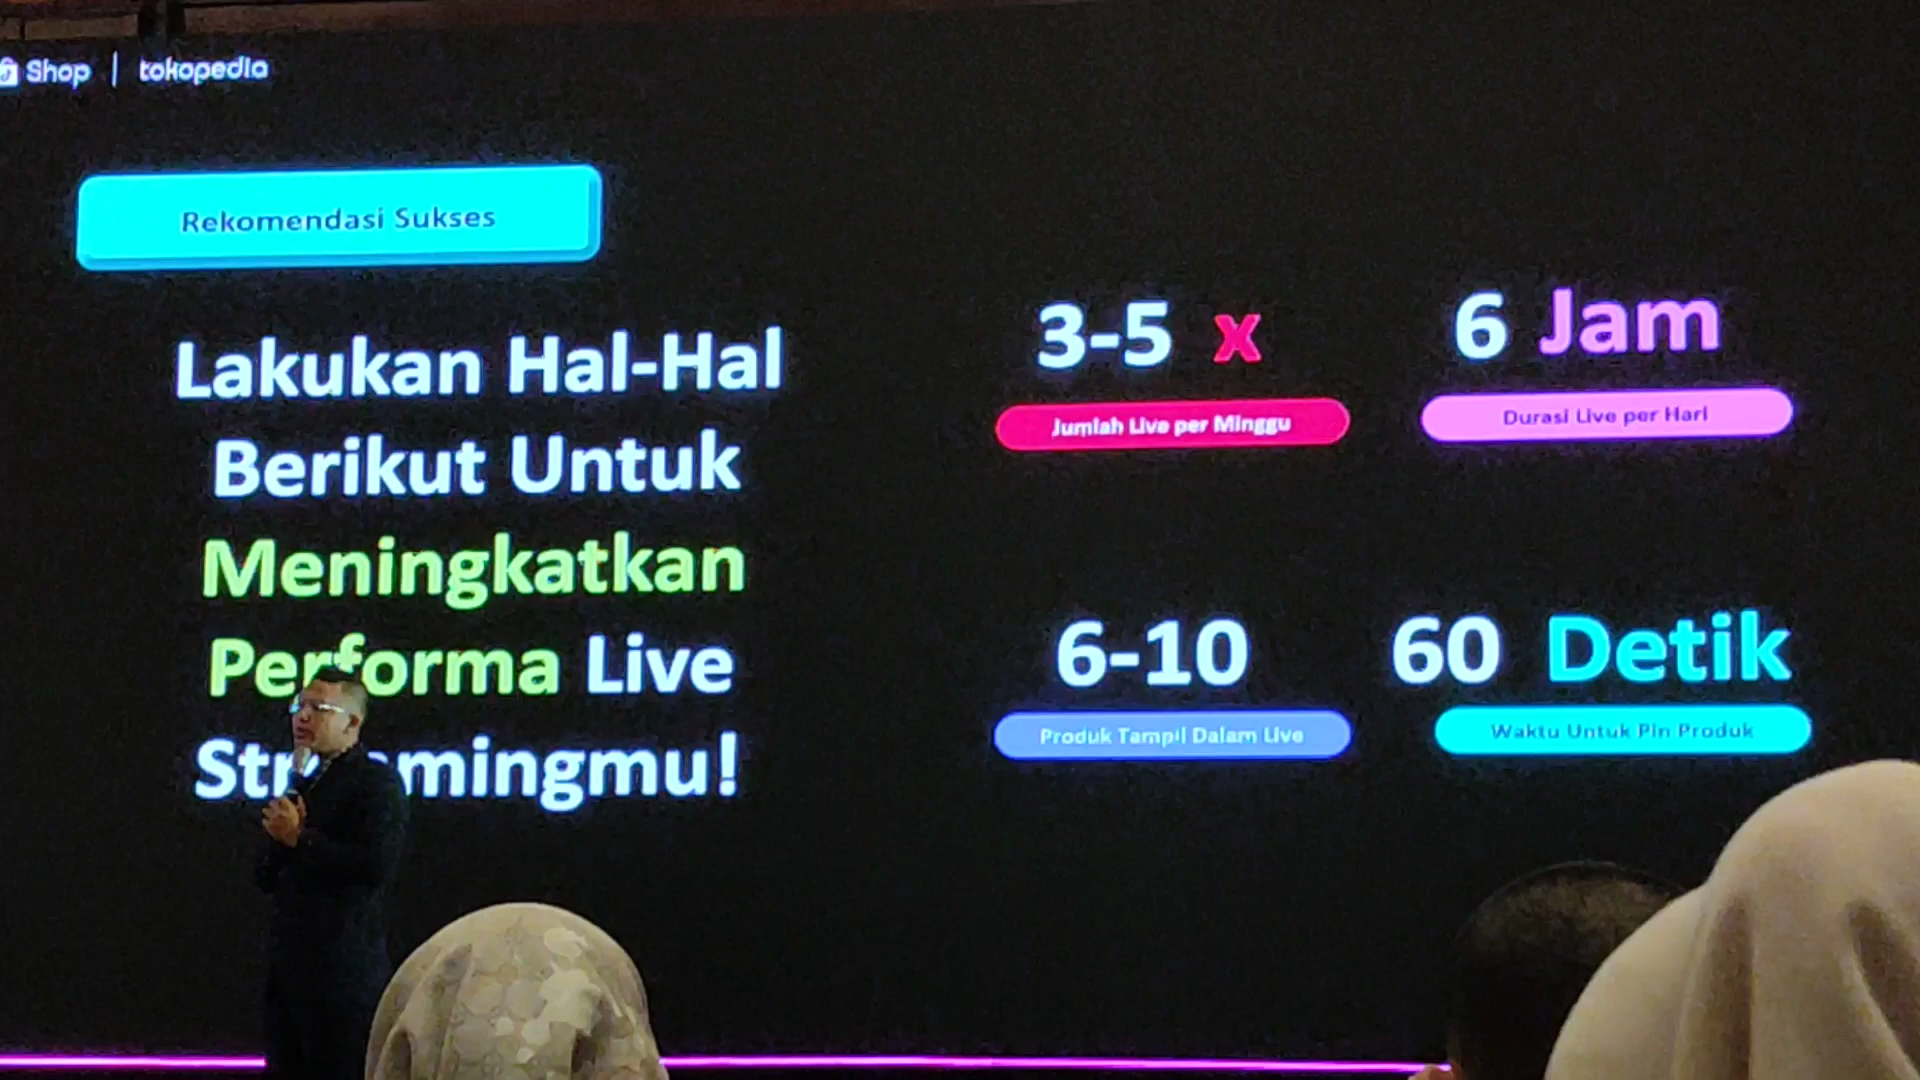 Shop | tokopedia
Rekomendasi Sukses
Lakukan Hal-Hal
Berikut Untuk
Meningkatkan
Performa Live
Streamingmu!
3-5 x
Jumlah Live per Minggu
6 Jam
Durasi Live per Hari
6-10
Produk Tampil Dalam Live
60 Detik
Waktu Untuk Pin Produk